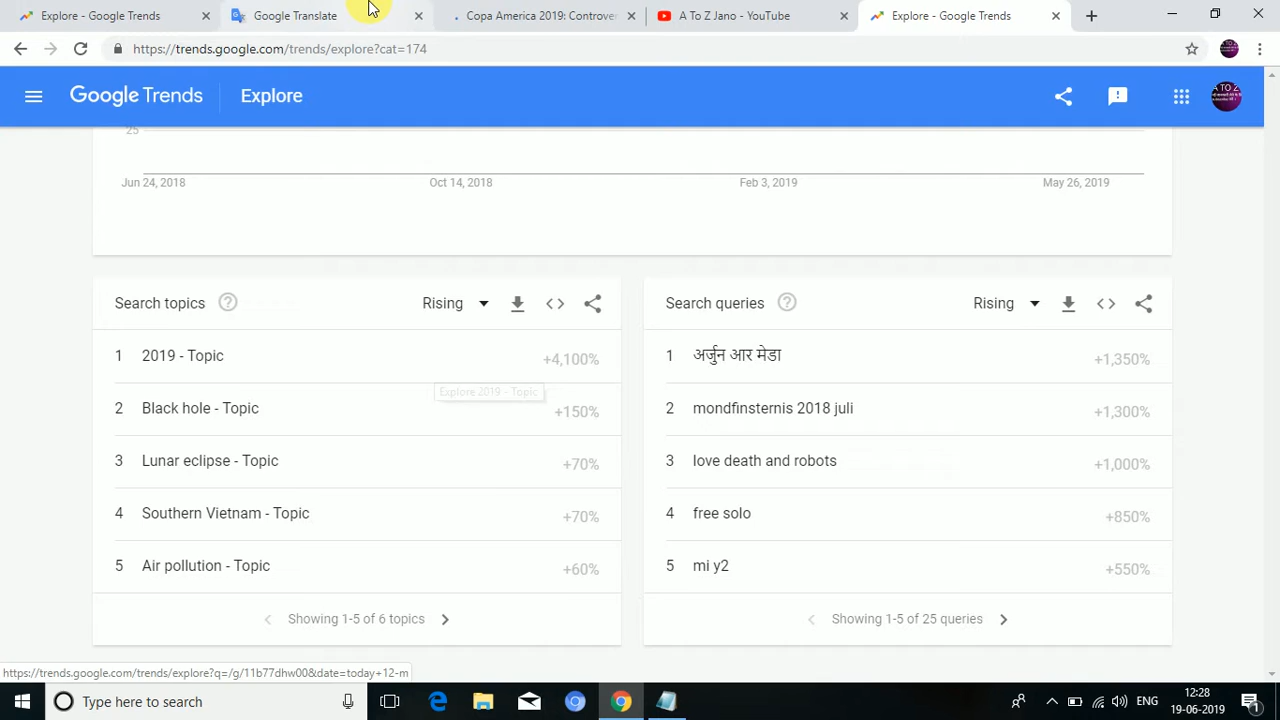 Explore - Google Trends
Google Translate
Copa America 2019: Controver
A To Z Jano - YouTube
Explore - Google Trends
https://trends.google.com/trends/explore?cat=174
Google Trends Explore
A TO Z
25
Jun 24, 2018 Oct 14, 2018 Feb 3, 2019 May 26, 2019
Search topics Rising
1 2019 - Topic +4,100%
Explore 2019 - Topic
2 Black hole - Topic +150%
3 Lunar eclipse - Topic +70%
4 Southern Vietnam - Topic +70%
5 Air pollution - Topic +60%
Showing 1-5 of 6 topics
Search queries Rising
1 अर्जुन आर मेडा +1,350%
2 mondfinsternis 2018 juli +1,300%
3 love death and robots +1,000%
4 free solo +850%
5 mi y2 +550%
Showing 1-5 of 25 queries
https://trends.google.com/trends/explore?q=/g/11b77dhw00&date=today+12-m
Type here to search
ENG
12:28
19-06-2019
1